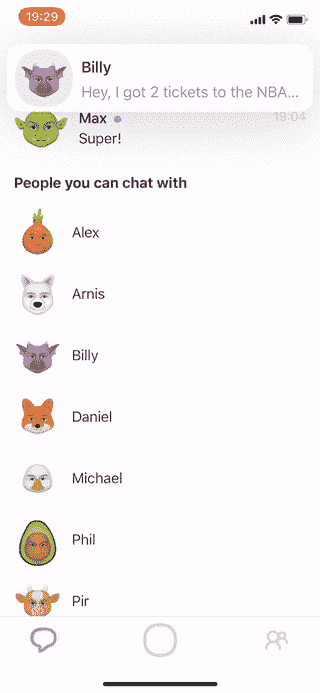 19:29
Billy
Hey, I got 2 tickets to the NBA...
Max
19:04
Super!
People you can chat with
Alex
Arnis
Billy
Daniel
Michael
Phil
Pir